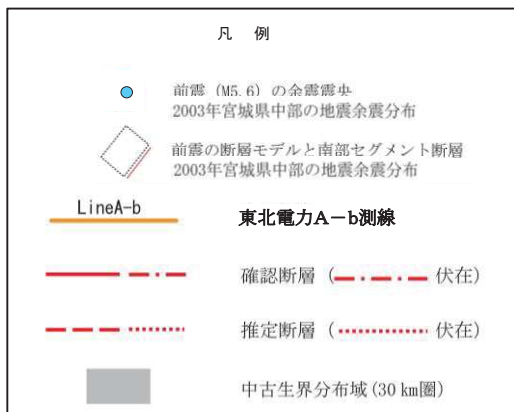 凡 例
前震 (M5.6) の余震震央
2003年宮城県中部の地震余震分布
前震の断層モデルと南部セグメント断層
2003年宮城県中部の地震余震分布
LineA-b
東北電力A－b測線
確認断層 ( 伏在)
推定断層 ( 伏在)
中古生界分布域(30 km圏)